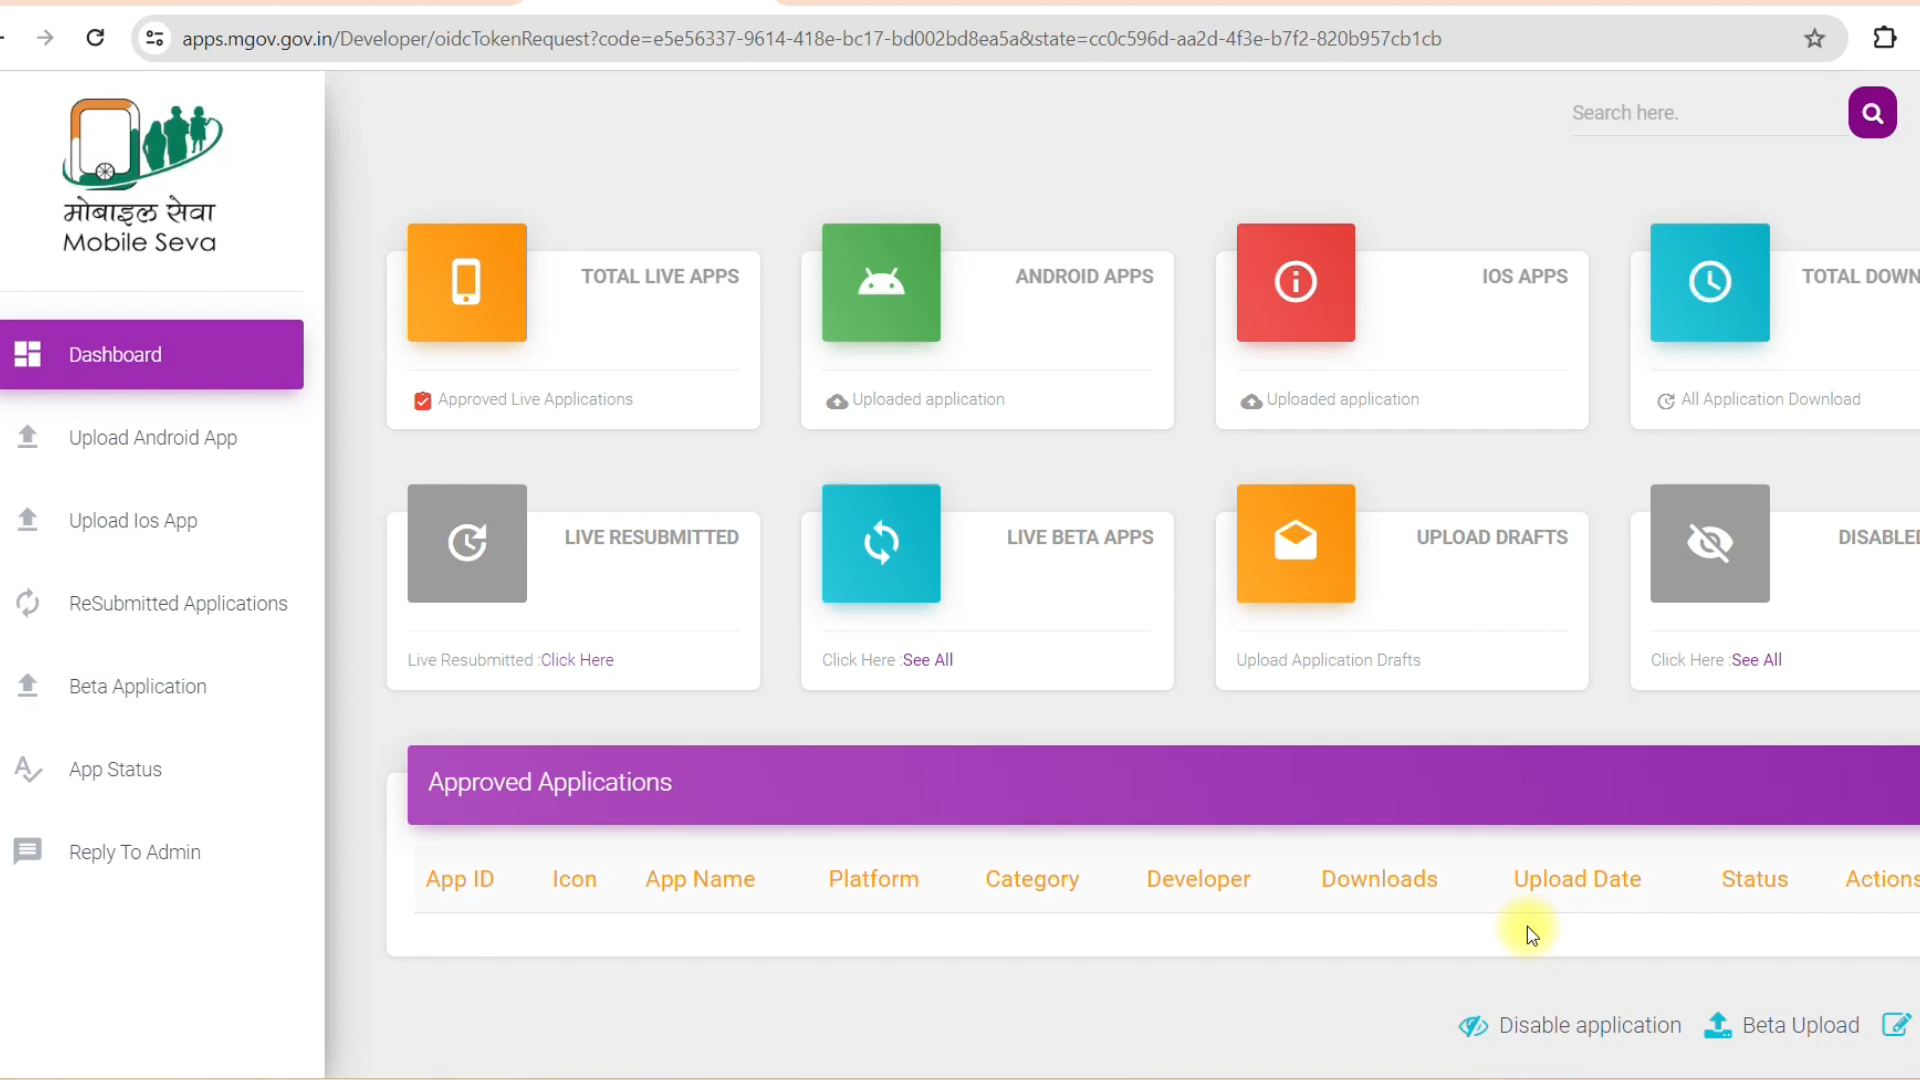 apps.mgov.gov.in/Developer/oidcTokenRequest?code=e5e56337-9614-418e-bc17-bd002bd8ea5a&state=cc0c596d-aa2d-4f3e-b7f2-820b957cb1cb
Search here.
मोबाइल सेवा
Mobile Seva
Dashboard
Upload Android App
Upload Ios App
ReSubmitted Applications
Beta Application
App Status
Reply To Admin
TOTAL LIVE APPS
Approved Live Applications
ANDROID APPS
Uploaded application
IOS APPS
Uploaded application
TOTAL DOWN
All Application Download
LIVE RESUBMITTED
Live Resubmitted :Click Here
LIVE BETA APPS
Click Here :See All
UPLOAD DRAFTS
Upload Application Drafts
DISABLED
Click Here :See All
Approved Applications
App ID Icon App Name Platform Category Developer Downloads Upload Date Status Actions
Disable application Beta Upload